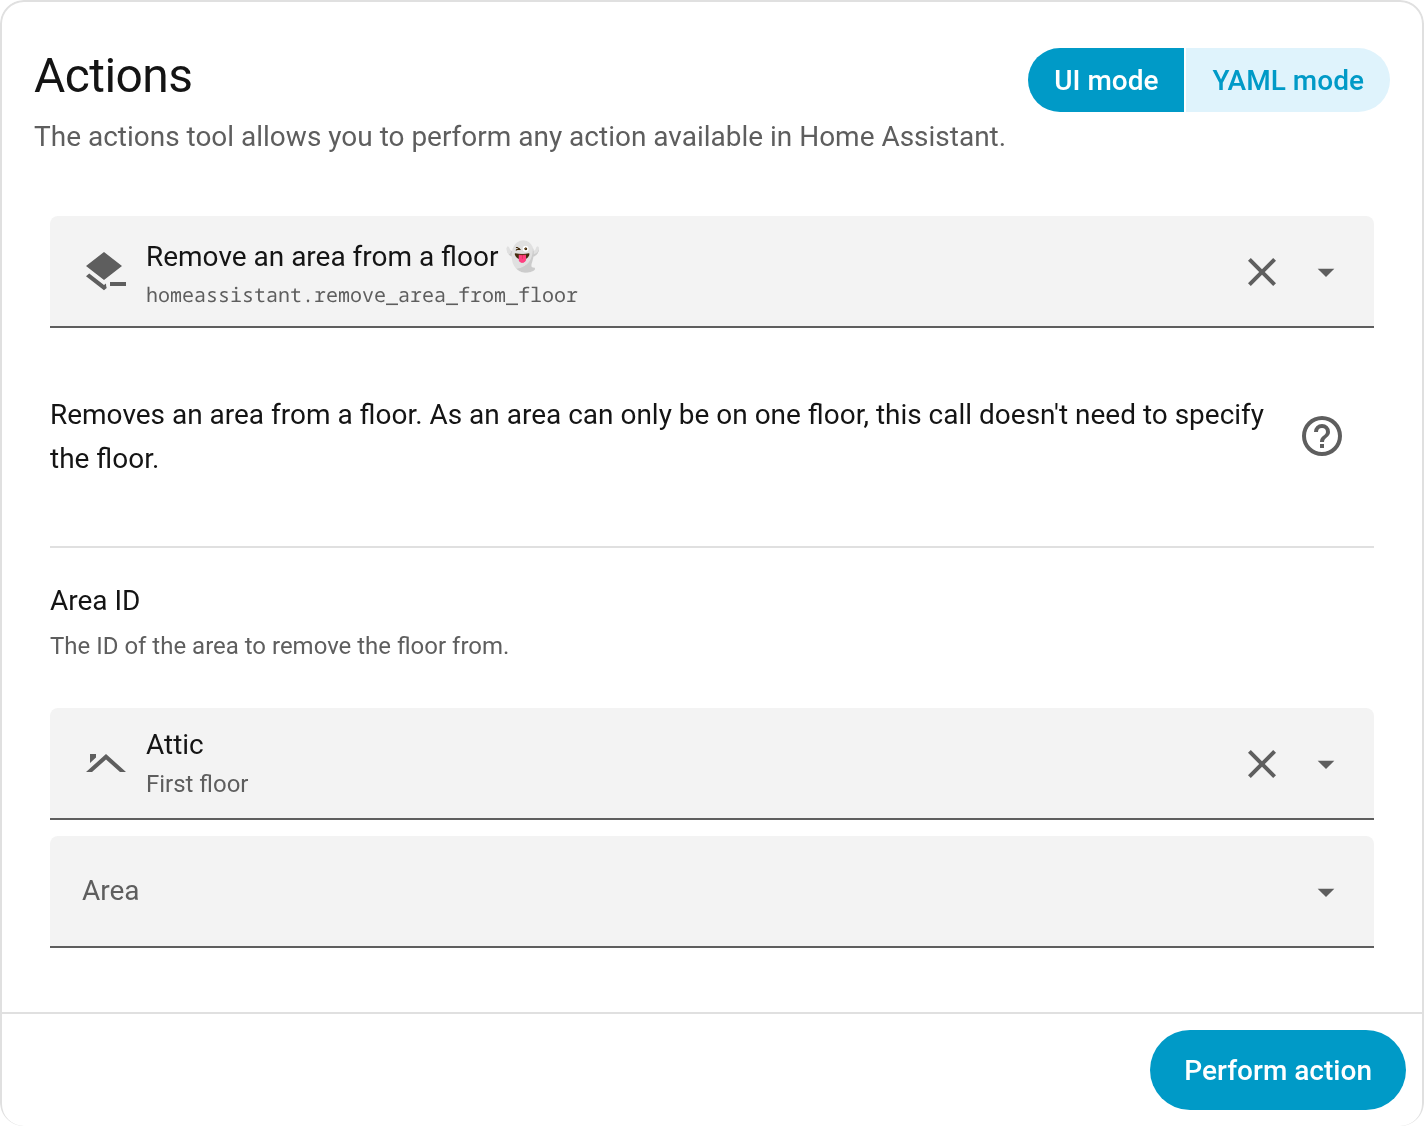 Actions
UI mode
YAML mode
The actions tool allows you to perform any action available in Home Assistant.
Remove an area from a floor 👻
homeassistant.remove_area_from_floor
Removes an area from a floor. As an area can only be on one floor, this call doesn't need to specify
the floor.
Area ID
The ID of the area to remove the floor from.
Attic
First floor
Area
Perform action